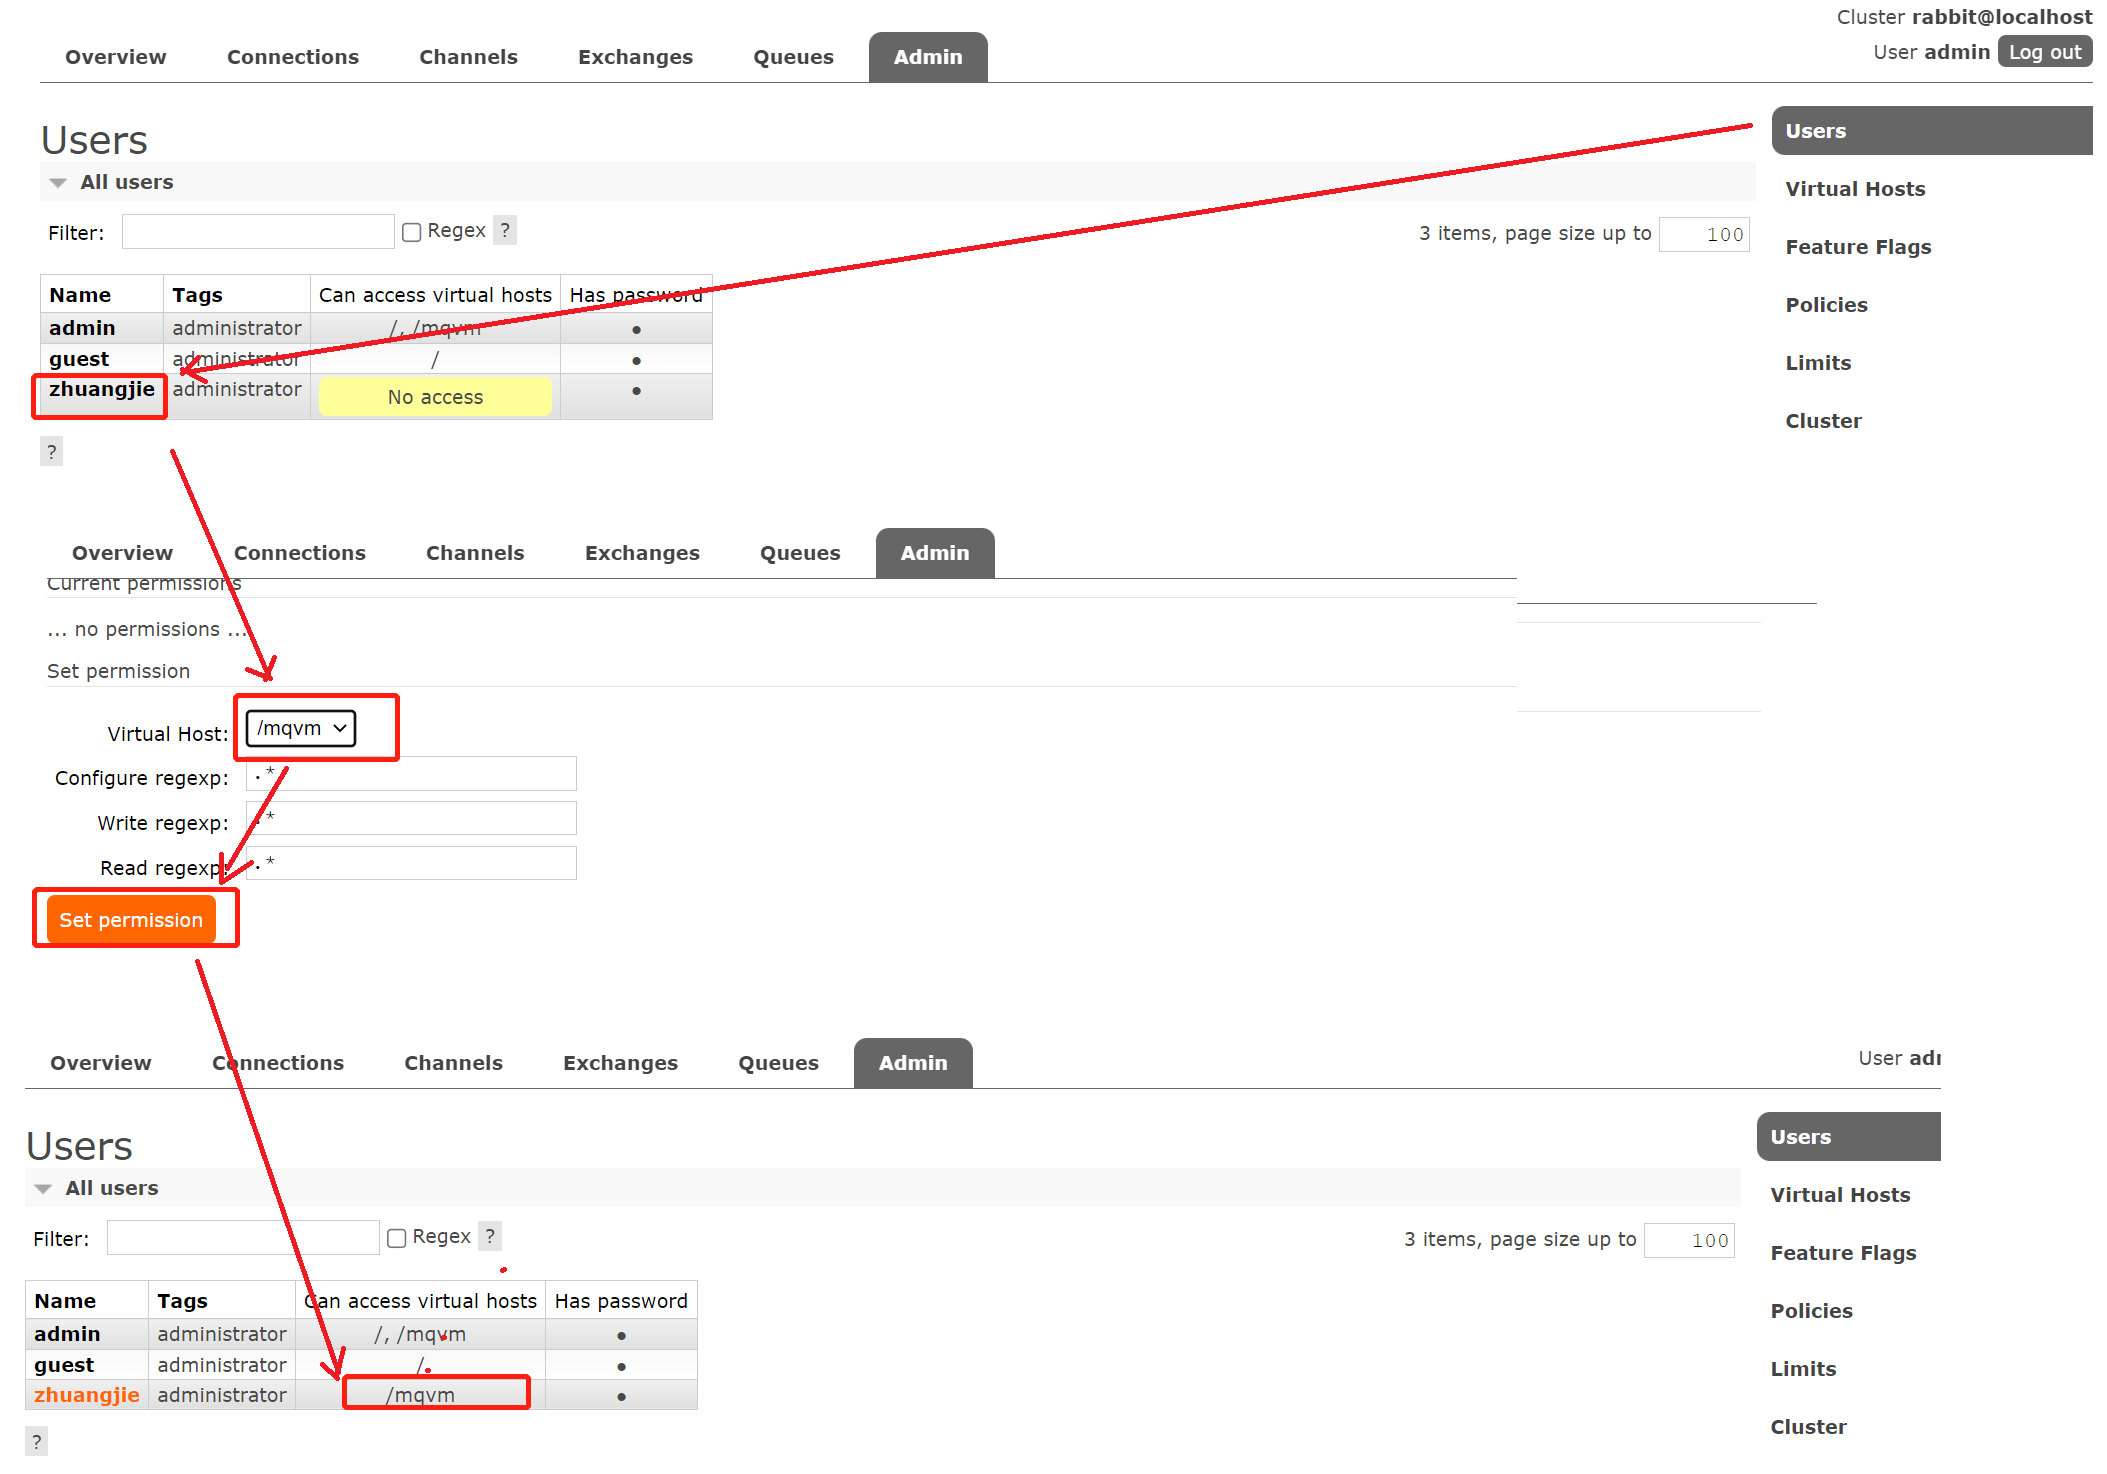 Cluster rabbit@localhost
Overview Connections Channels Exchanges Queues Admin
User admin Log out
Users
Users
All users
Virtual Hosts
Filter: Regex ?
3 items, page size up to 100
Feature Flags
Name Tags Can access virtual hosts Has password
Policies
admin administrator /, /mqvm ●
guest administrator / ●
Limits
zhuangjie administrator No access ●
Cluster
?
Overview Connections Channels Exchanges Queues Admin
Current permissions
... no permissions ...
Set permission
Virtual Host: /mqvm
Configure regexp: .*
Write regexp: .*
Read regexp: .*
Set permission
Overview Connections Channels Exchanges Queues Admin
User adm
Users
Users
All users
Virtual Hosts
Filter: Regex ?
3 items, page size up to 100
Feature Flags
Name Tags Can access virtual hosts Has password
Policies
admin administrator /, /mqvm ●
guest administrator / ●
Limits
zhuangjie administrator /mqvm ●
Cluster
?